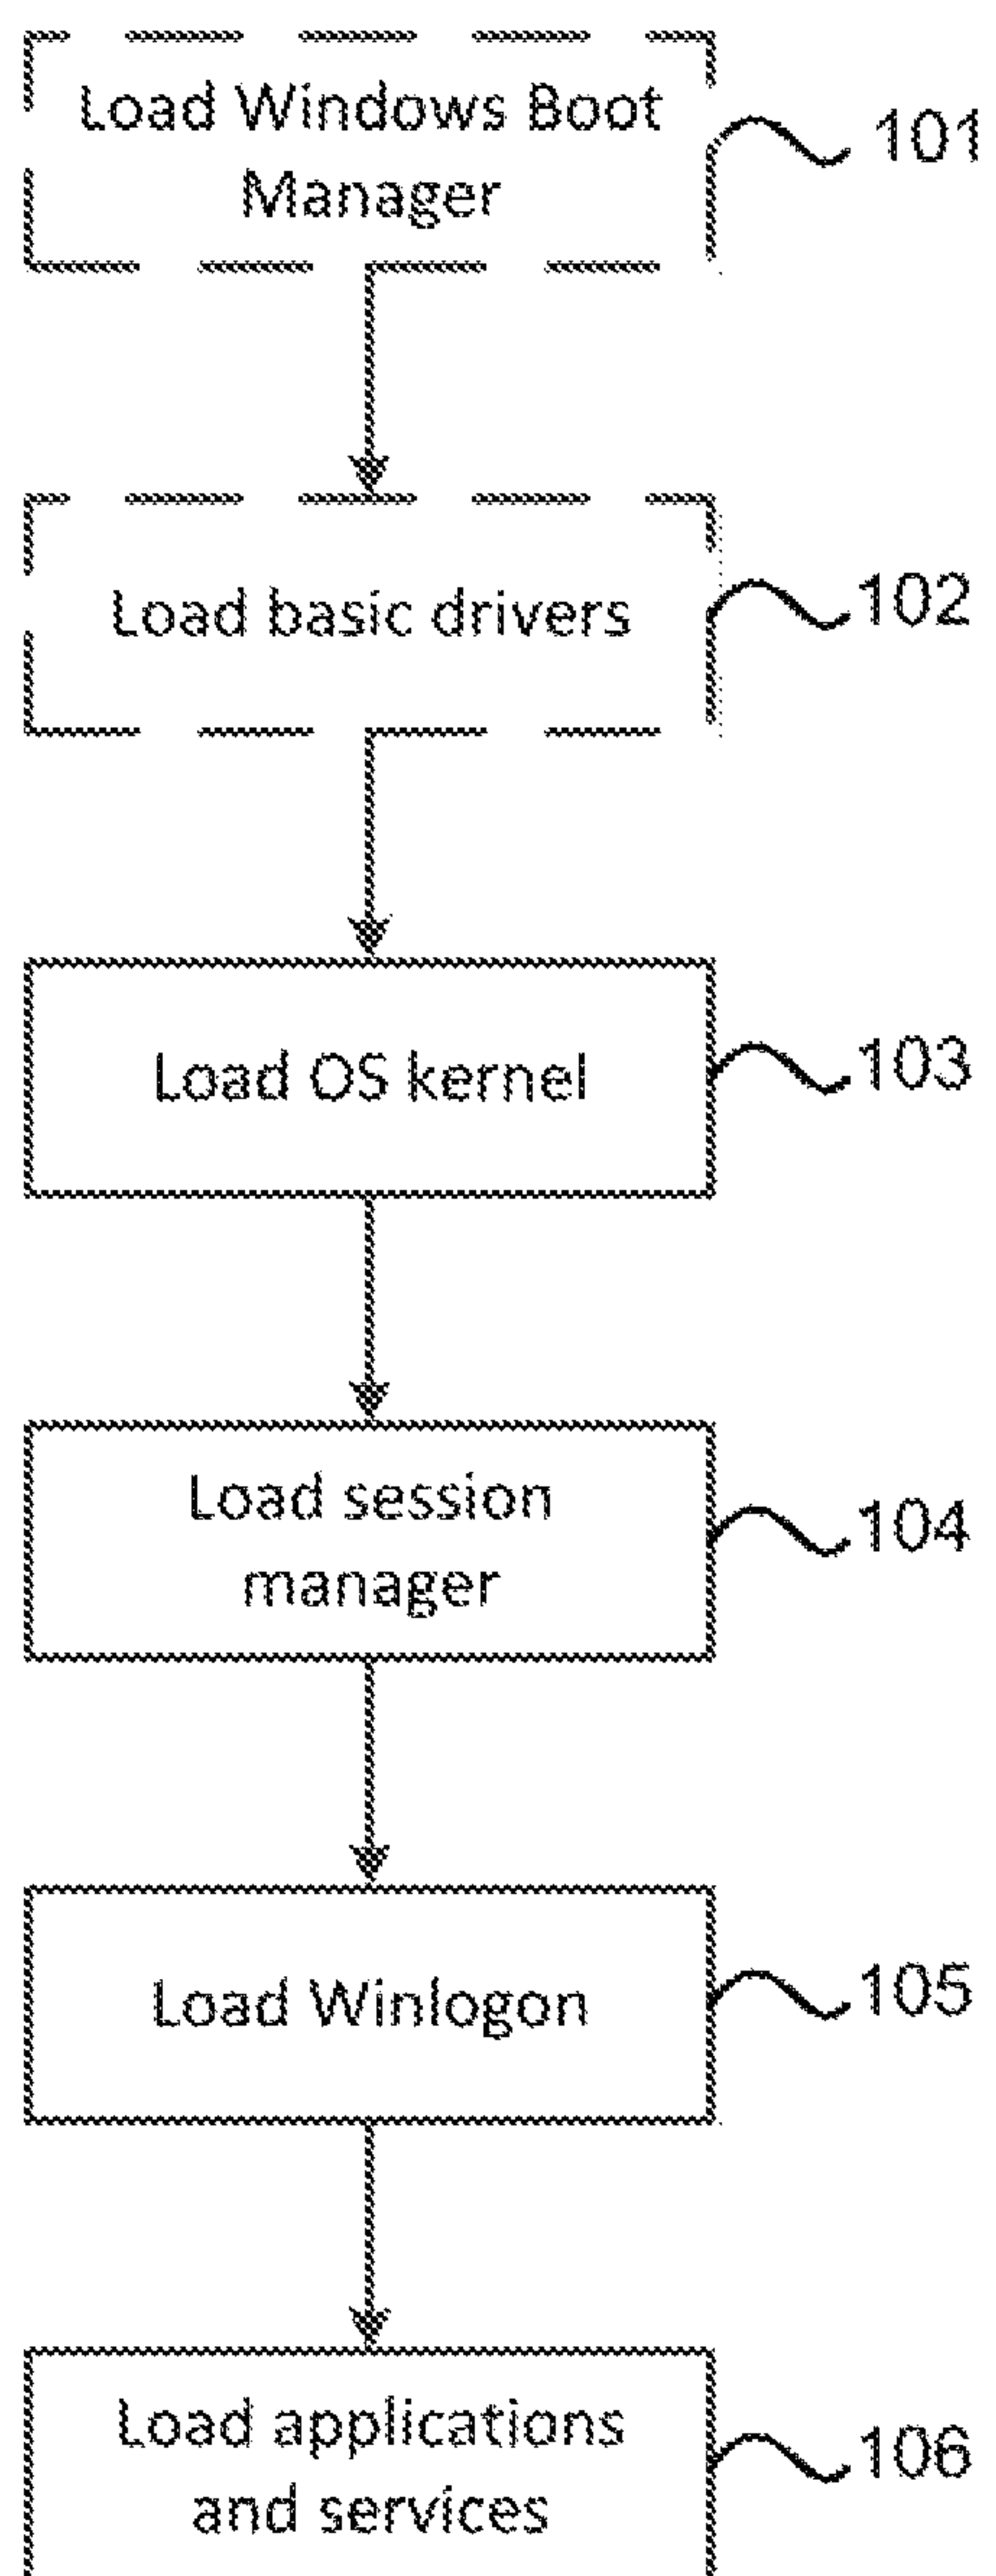 Load Windows Boot
Manager
101
Load basic drivers
102
Load OS kernel
103
Load session
manager
104
Load Winlogon
105
Load applications
and services
106